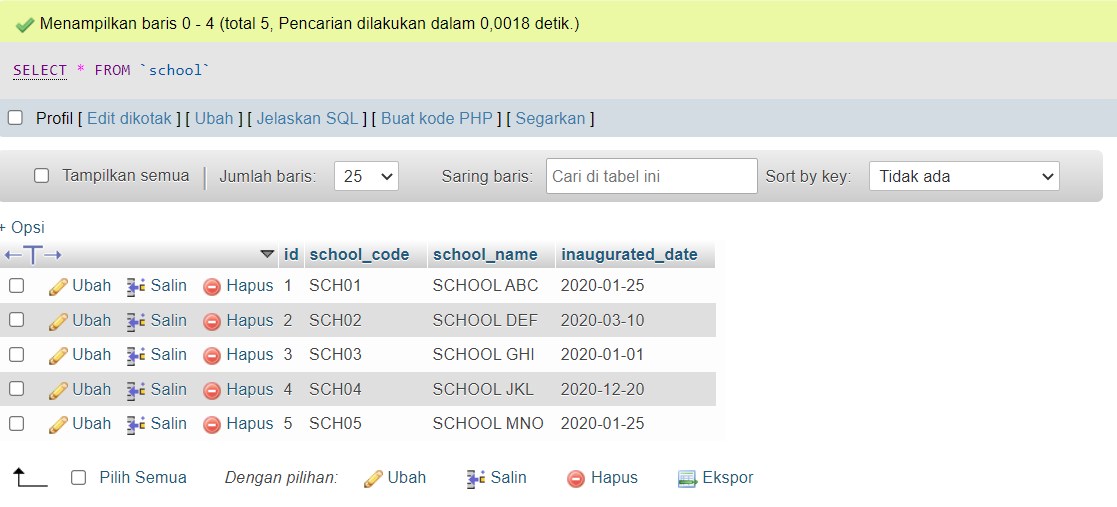 Menampilkan baris 0 - 4 (total 5, Pencarian dilakukan dalam 0,0018 detik.)
SELECT * FROM `school`
Profil [ Edit dikotak ] [ Ubah ] [ Jelaskan SQL ] [ Buat kode PHP ] [ Segarkan ]
Tampilkan semua Jumlah baris: 25 Saring baris: Cari di tabel ini Sort by key: Tidak ada
+ Opsi
←T→ id school_code school_name inaugurated_date
Ubah Salin Hapus 1 SCH01 SCHOOL ABC 2020-01-25
Ubah Salin Hapus 2 SCH02 SCHOOL DEF 2020-03-10
Ubah Salin Hapus 3 SCH03 SCHOOL GHI 2020-01-01
Ubah Salin Hapus 4 SCH04 SCHOOL JKL 2020-12-20
Ubah Salin Hapus 5 SCH05 SCHOOL MNO 2020-01-25
Pilih Semua Dengan pilihan: Ubah Salin Hapus Ekspor